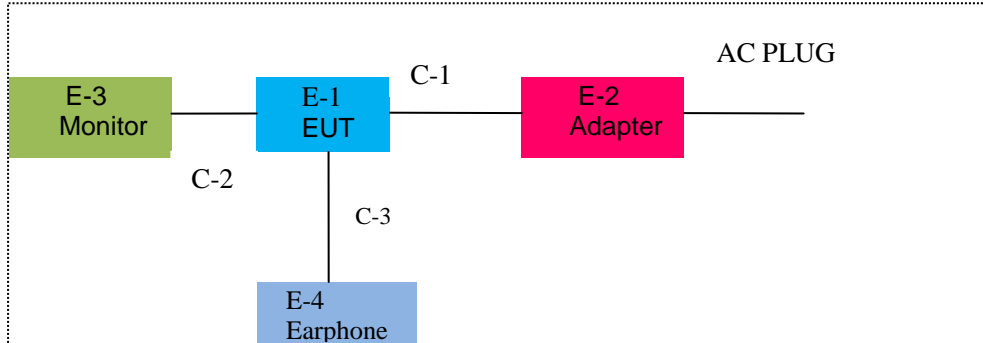 AC PLUG
C-1
E-3
Monitor
E-1
EUT
E-2
Adapter
C-2
C-3
E-4
Earphone